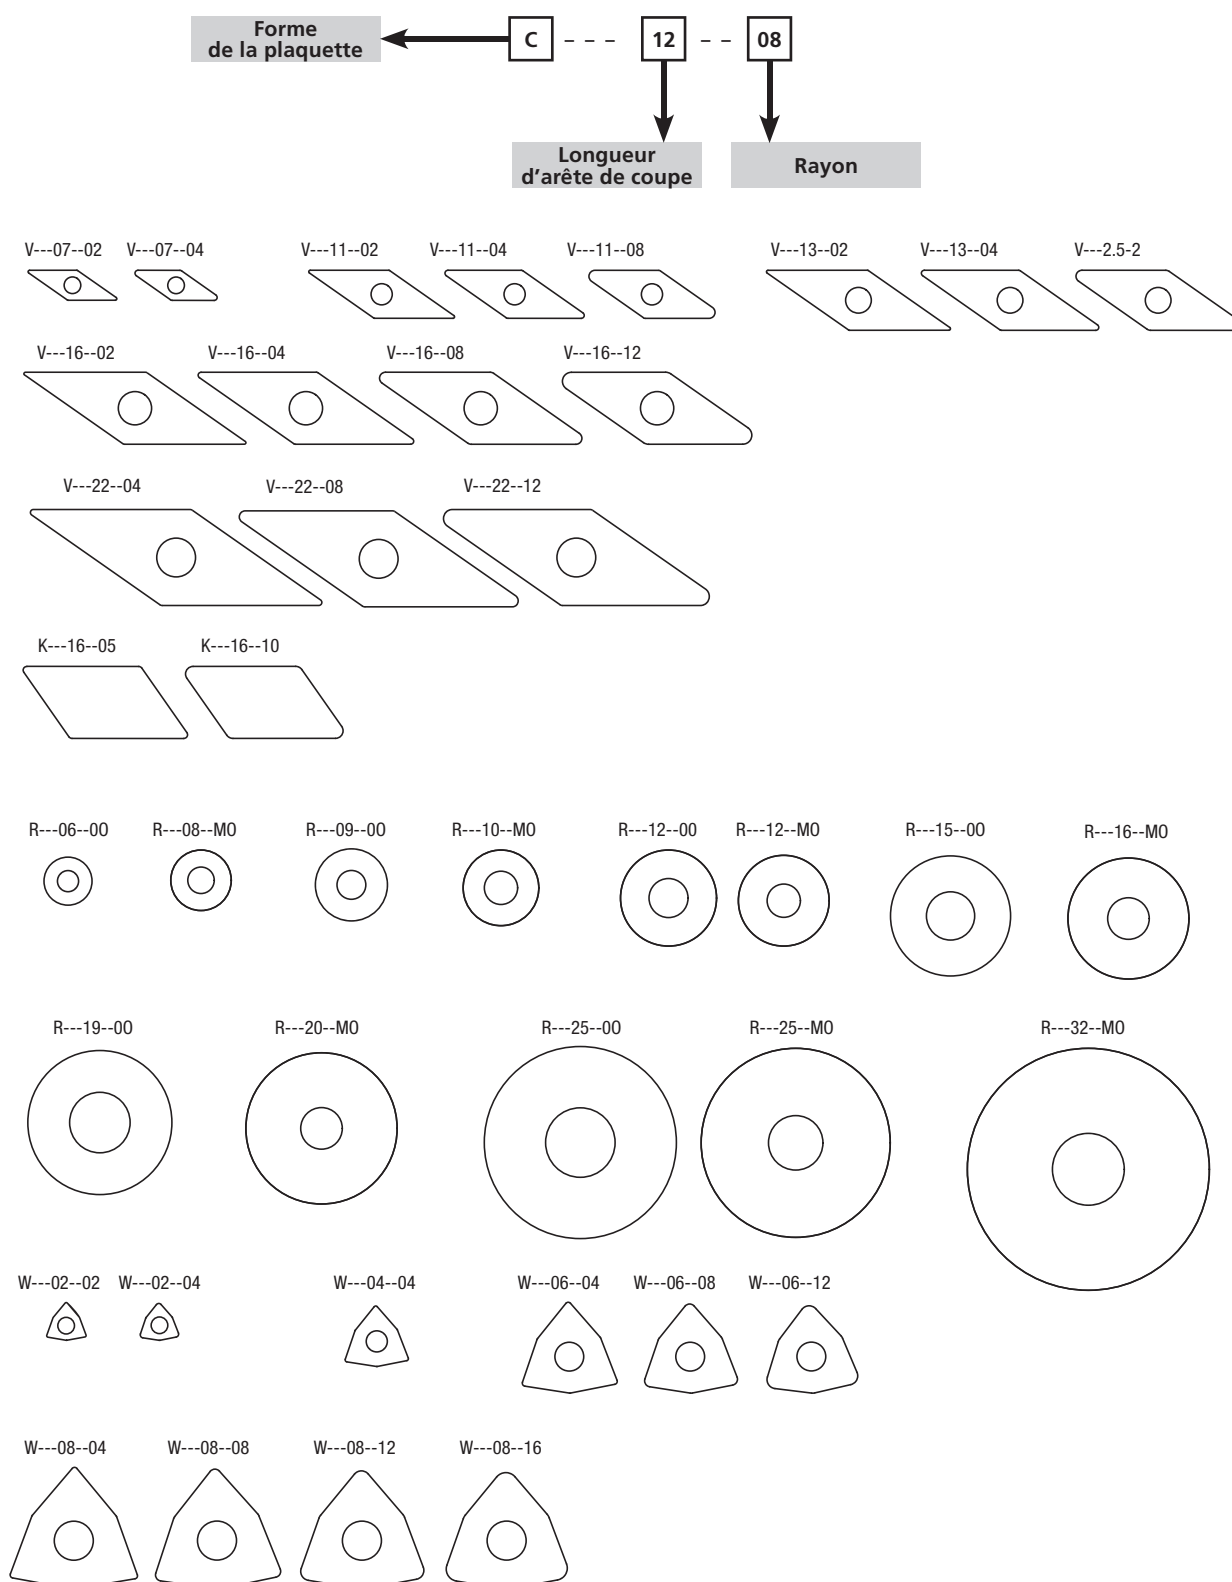 Forme
de la plaquette
C - - - 12 - - 08
Longueur
d'arête de coupe
Rayon
V---07--02 V---07--04 V---11--02 V---11--04 V---11--08 V---13--02 V---13--04 V---2.5-2
V---16--02 V---16--04 V---16--08 V---16--12
V---22--04 V---22--08 V---22--12
K---16--05 K---16--10
R---06--00 R---08--M0 R---09--00 R---10--M0 R---12--00 R---12--M0 R---15--00 R---16--M0
R---19--00 R---20--M0 R---25--00 R---25--M0 R---32--M0
W---02--02 W---02--04 W---04--04 W---06--04 W---06--08 W---06--12
W---08--04 W---08--08 W---08--12 W---08--16